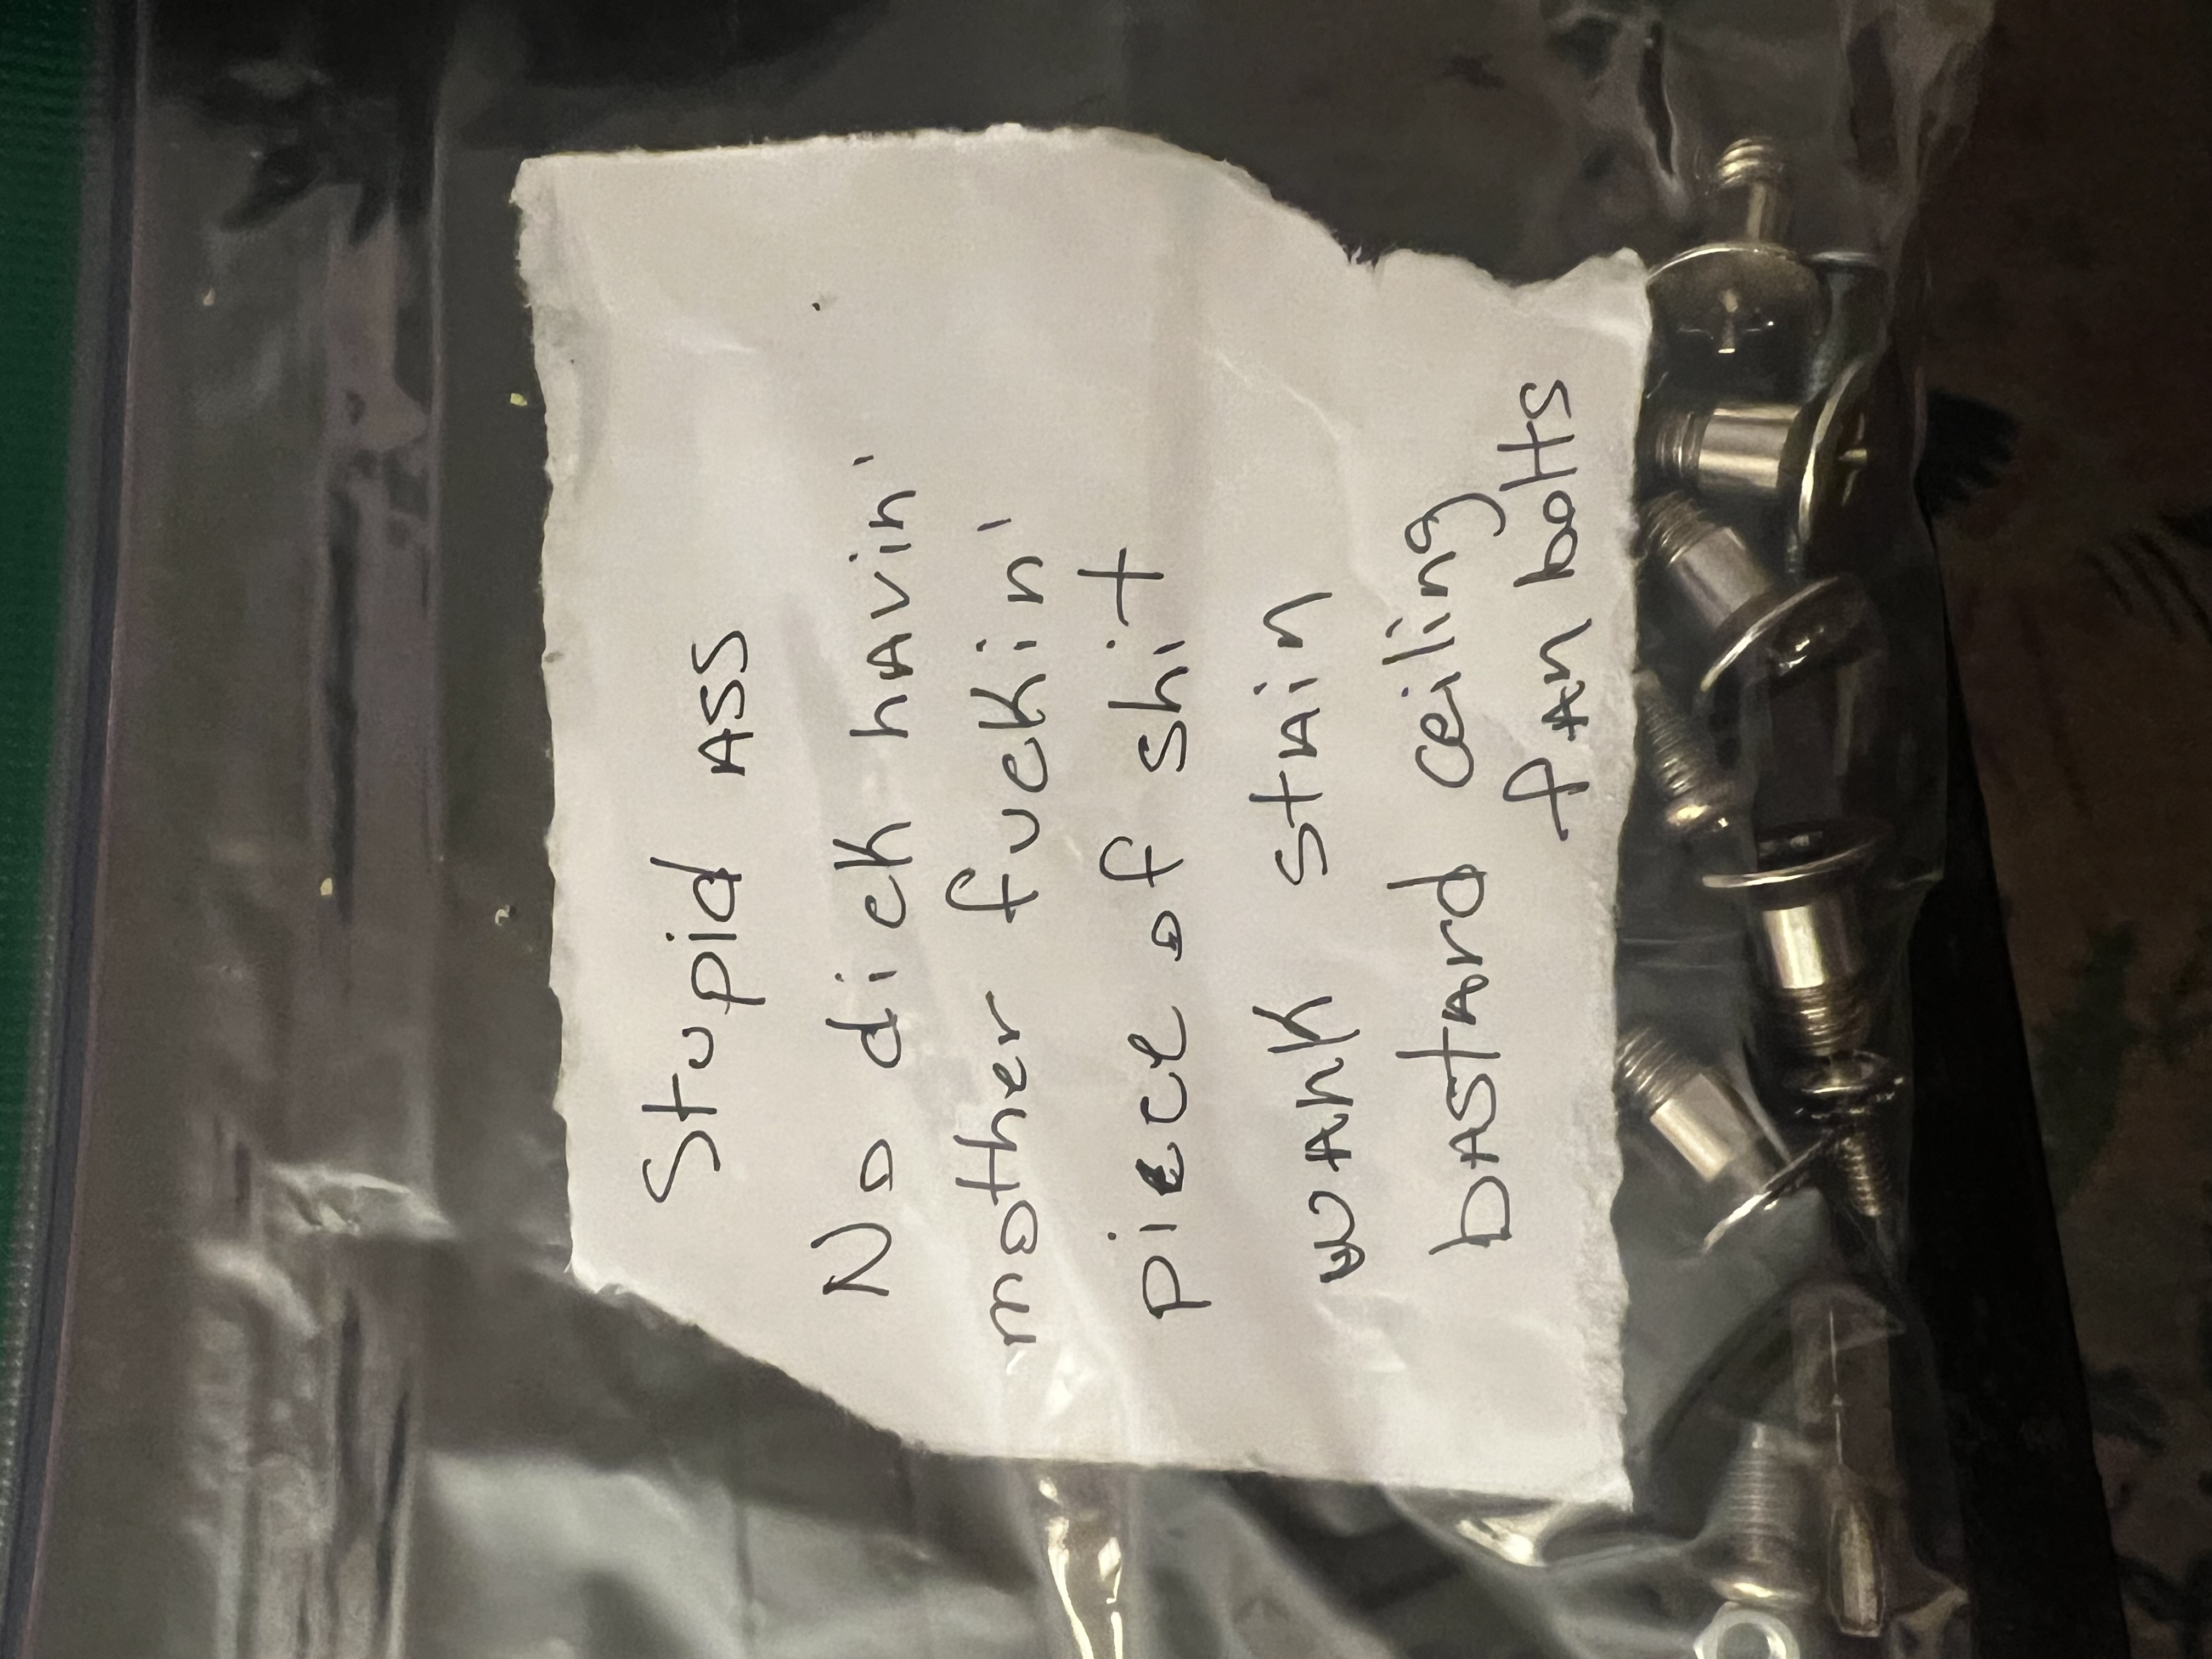 Stupid ass
No dick havin'
mother fuckin'
piece of shit
wank stain
bastard ceiling
fan bolts